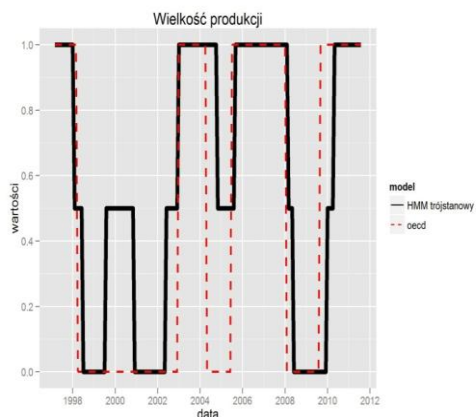 Wielkość produkcji
1.0
0.8
0.6
0.4
0.2
0.0
wartości
1998 2000 2002 2004 2006 2008 2010 2012
data
model
HMM trójstanowy
oecd